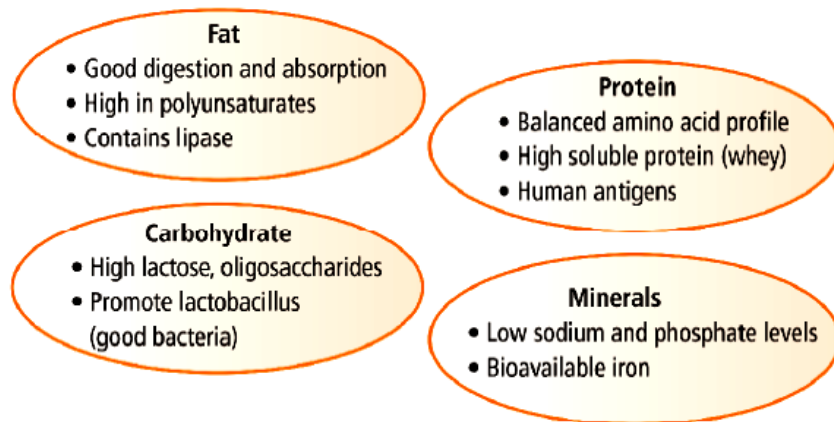 Fat
• Good digestion and absorption
• High in polyunsaturates
• Contains lipase
Protein
• Balanced amino acid profile
• High soluble protein (whey)
• Human antigens
Carbohydrate
• High lactose, oligosaccharides
• Promote lactobacillus
(good bacteria)
Minerals
• Low sodium and phosphate levels
• Bioavailable iron